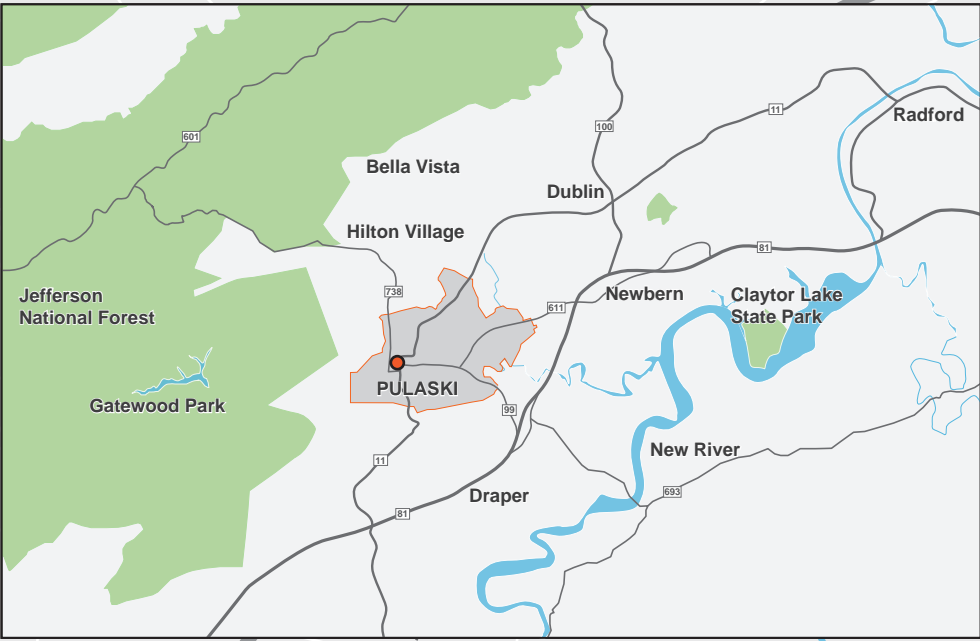 11
Radford
100
601
Bella Vista
Dublin
Hilton Village
81
738
Newbern
Claytor Lake
State Park
Jefferson
National Forest
611
PULASKI
Gatewood Park
99
New River
11
693
Draper
81